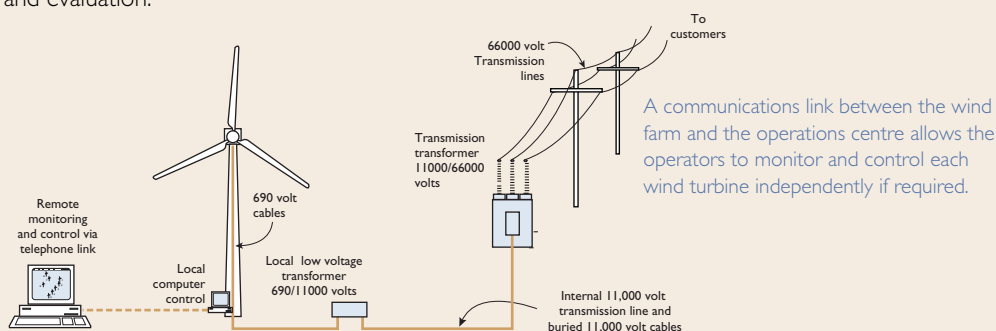 and evaluation.
To
customers
66000 volt
Transmission
lines
A communications link between the wind
farm and the operations centre allows the
operators to monitor and control each
wind turbine independently if required.
Transmission
transformer
11000/66000
volts
690 volt
cables
Remote
monitoring
and control via
telephone link
Local
computer
control
Local low voltage
transformer
690/11000 volts
Internal 11,000 volt
transmission line and
buried 11,000 volt cables